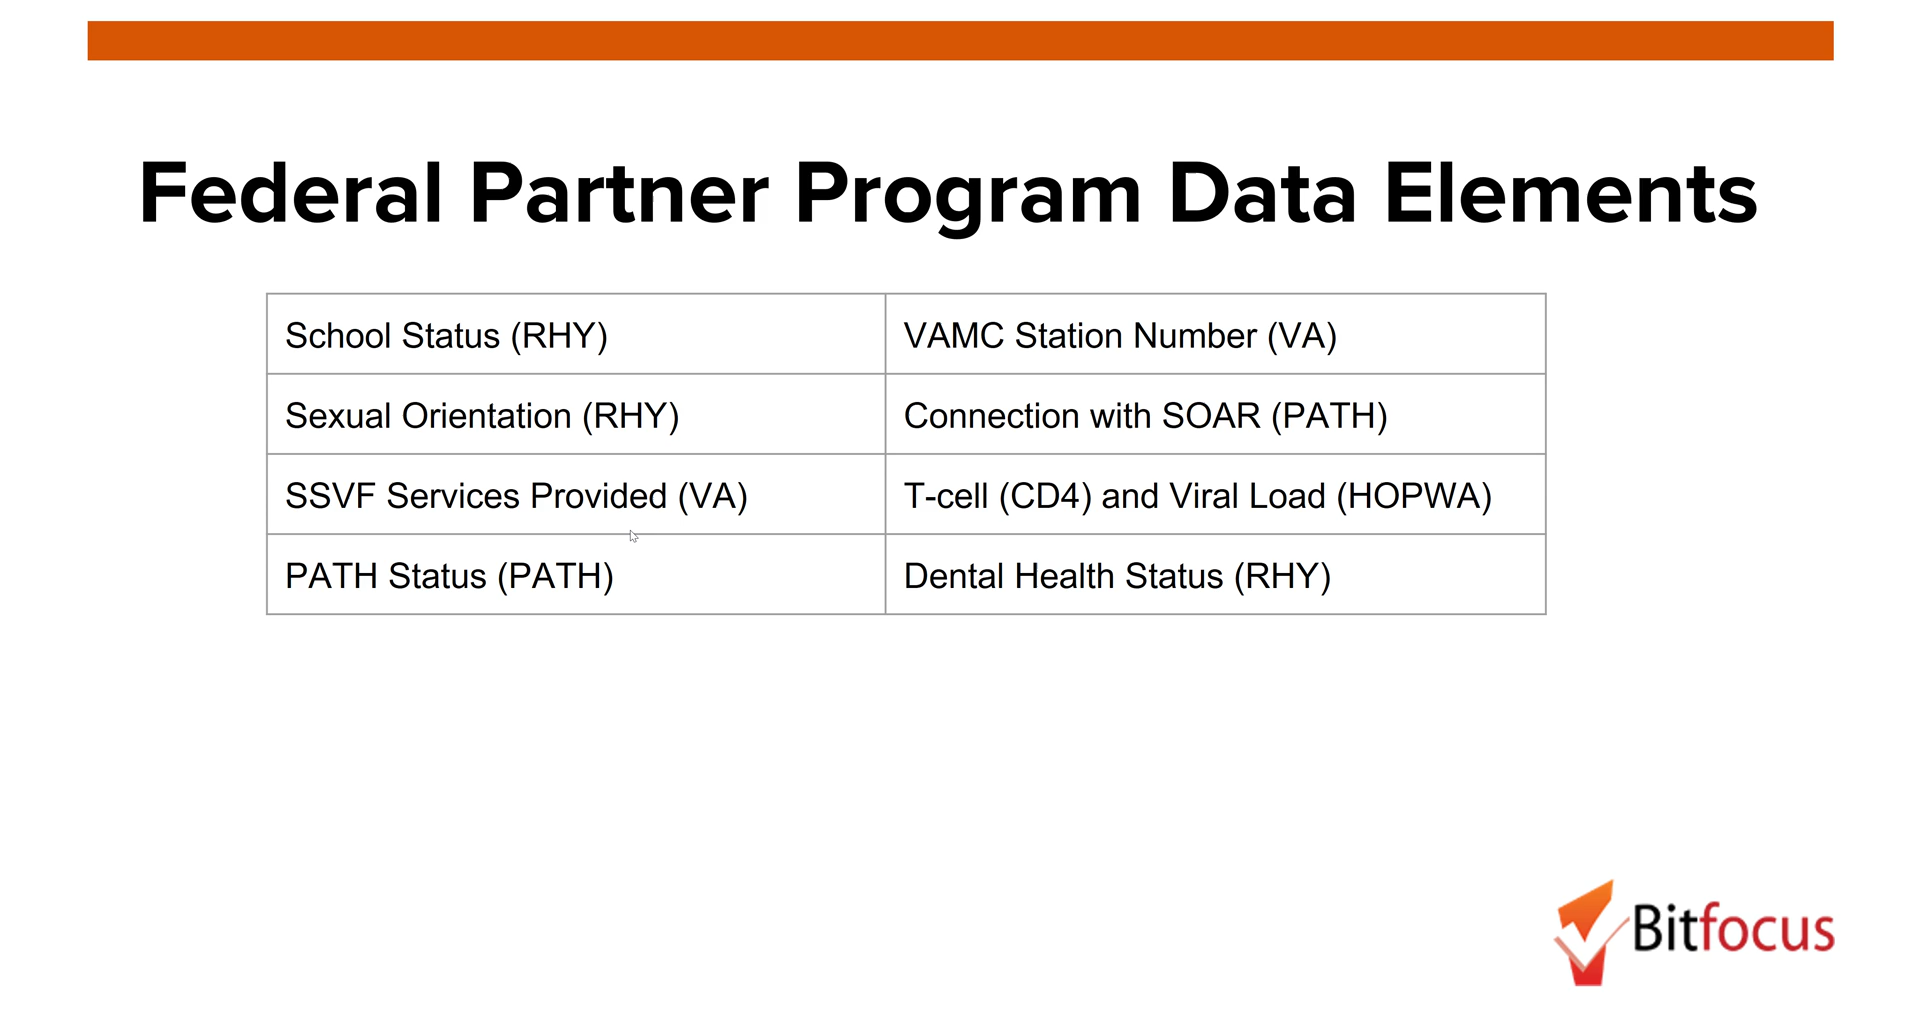 Federal Partner Program Data Elements
School Status (RHY)
VAMC Station Number (VA)
Sexual Orientation (RHY)
Connection with SOAR (PATH)
SSVF Services Provided (VA)
T-cell (CD4) and Viral Load (HOPWA)
PATH Status (PATH)
Dental Health Status (RHY)
Bitfocus